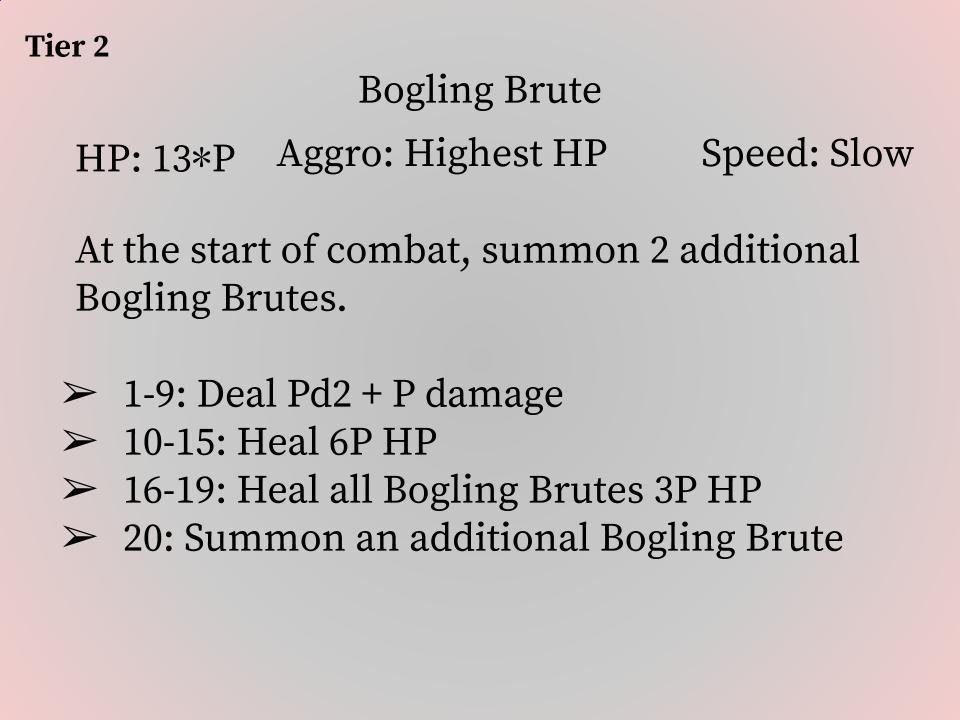 Tier 2
Bogling Brute
HP: 13*P
Aggro: Highest HP
Speed: Slow
At the start of combat, summon 2 additional
Bogling Brutes.
➢ 1-9: Deal Pd2 + P damage
➢ 10-15: Heal 6P HP
➢ 16-19: Heal all Bogling Brutes 3P HP
➢ 20: Summon an additional Bogling Brute